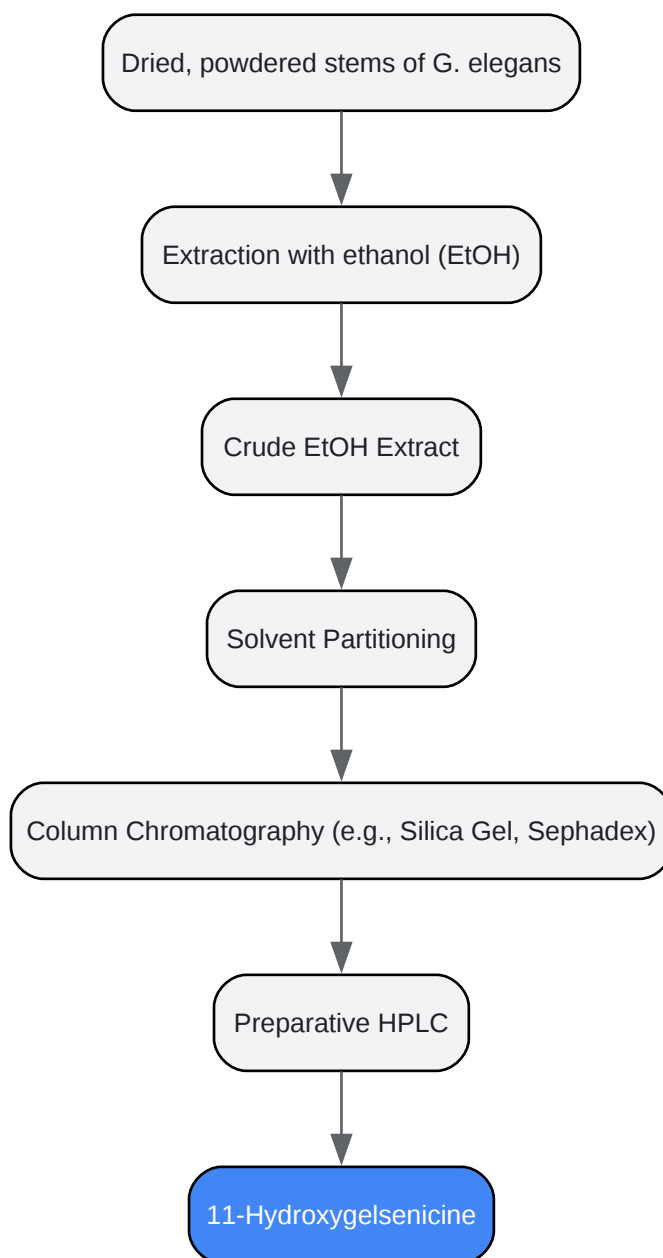 Dried, powdered stems of G. elegans
Extraction with ethanol (EtOH)
Crude EtOH Extract
Solvent Partitioning
Column Chromatography (e.g., Silica Gel, Sephadex)
Preparative HPLC
11-Hydroxygelsenicine